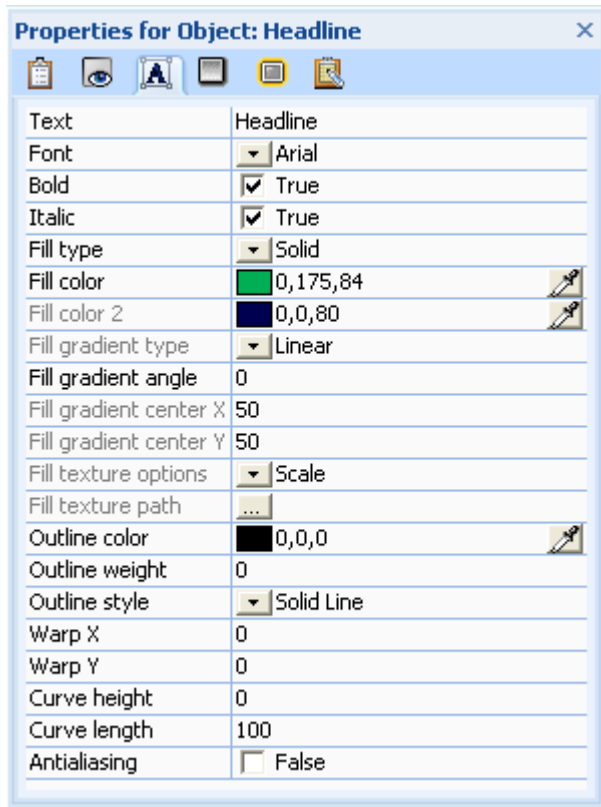 Properties for Object: Headline
Text Headline
Font Arial
Bold True
Italic True
Fill type Solid
Fill color 0,175,84
Fill color 2 0,0,80
Fill gradient type Linear
Fill gradient angle 0
Fill gradient center X 50
Fill gradient center Y 50
Fill texture options Scale
Fill texture path ...
Outline color 0,0,0
Outline weight 0
Outline style Solid Line
Warp X 0
Warp Y 0
Curve height 0
Curve length 100
Antialiasing False